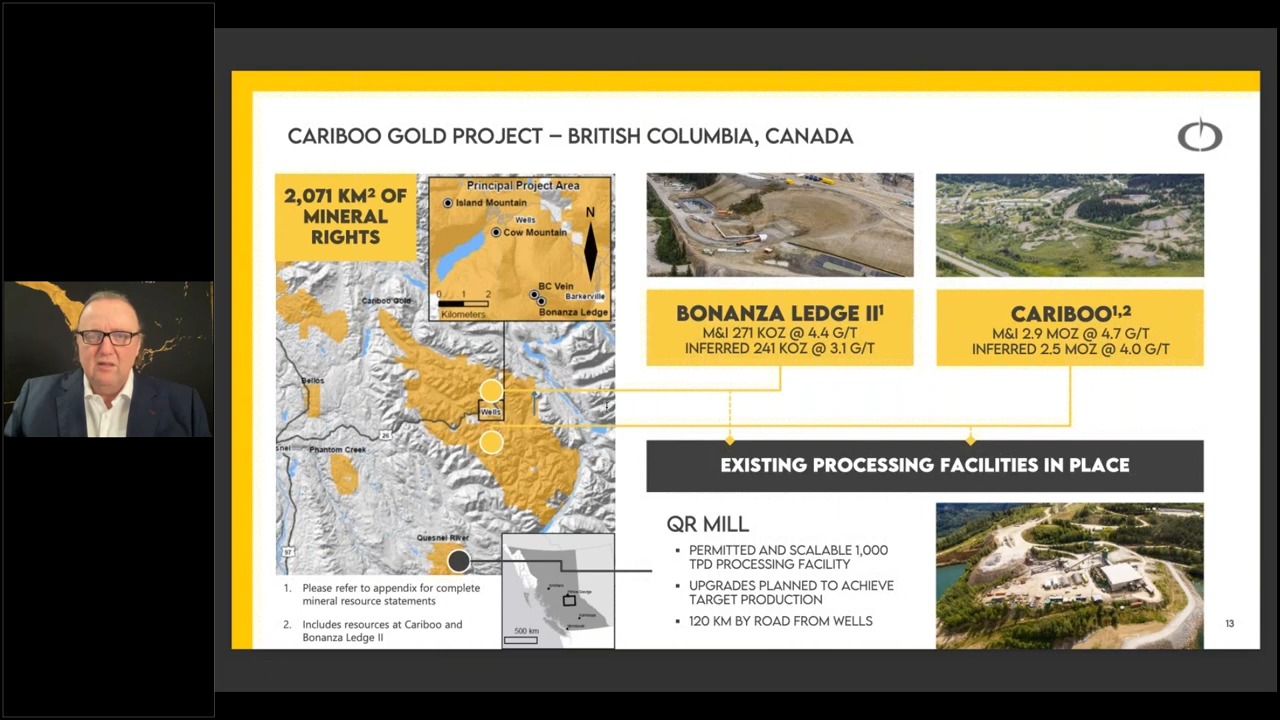 CARIBOO GOLD PROJECT – BRITISH COLUMBIA, CANADA
2,071 KM² OF
MINERAL
RIGHTS
Principal Project Area
Island Mountain
Wells
Cow Mountain
N
BC Vein
Barkerville
Bonanza Ledge
0 1 2
Kilometers
Cariboo Gold
Wells
26
Phantom Creek
97
Quesnel River
500 km
1. Please refer to appendix for complete
mineral resource statements
2. Includes resources at Cariboo and
Bonanza Ledge II
BONANZA LEDGE II¹
M&I 271 KOZ @ 4.4 G/T
INFERRED 241 KOZ @ 3.1 G/T
CARIBOO¹,²
M&I 2.9 MOZ @ 4.7 G/T
INFERRED 2.5 MOZ @ 4.0 G/T
EXISTING PROCESSING FACILITIES IN PLACE
QR MILL
▪ PERMITTED AND SCALABLE 1,000
TPD PROCESSING FACILITY
▪ UPGRADES PLANNED TO ACHIEVE
TARGET PRODUCTION
▪ 120 KM BY ROAD FROM WELLS
13